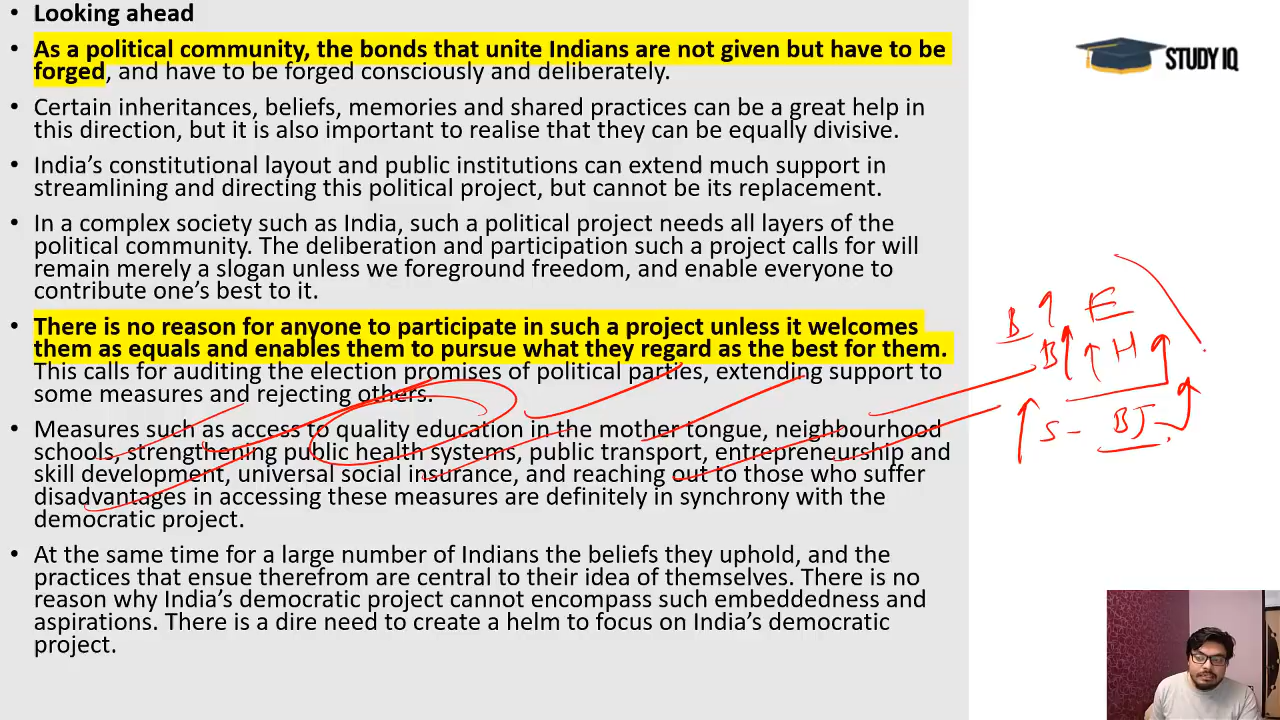 • Looking ahead
• As a political community, the bonds that unite Indians are not given but have to be
forged, and have to be forged consciously and deliberately.
• Certain inheritances, beliefs, memories and shared practices can be a great help in
this direction, but it is also important to realise that they can be equally divisive.
• India's constitutional layout and public institutions can extend much support in
streamlining and directing this political project, but cannot be its replacement.
• In a complex society such as India, such a political project needs all layers of the
political community. The deliberation and participation such a project calls for will
remain merely a slogan unless we foreground freedom, and enable everyone to
contribute one's best to it.
• There is no reason for anyone to participate in such a project unless it welcomes
them as equals and enables them to pursue what they regard as the best for them.
This calls for auditing the election promises of political parties, extending support to
some measures and rejecting others.
• Measures such as access to quality education in the mother tongue, neighbourhood
schools, strengthening public health systems, public transport, entrepreneurship and
skill development, universal social insurance, and reaching out to those who suffer
disadvantages in accessing these measures are definitely in synchrony with the
democratic project.
• At the same time for a large number of Indians the beliefs they uphold, and the
practices that ensue therefrom are central to their idea of themselves. There is no
reason why India's democratic project cannot encompass such embeddedness and
aspirations. There is a dire need to create a helm to focus on India's democratic
project.
STUDY IQ
B E
B H
S - BJ